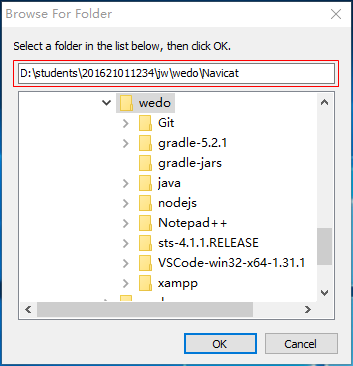 Browse For Folder
Select a folder in the list below, then click OK.
D:\students\201621011234\jw\wedo\Navicat
wedo
Git
gradle-5.2.1
gradle-jars
java
nodejs
Notepad++
sts-4.1.1.RELEASE
VSCode-win32-x64-1.31.1
xampp
OK
Cancel